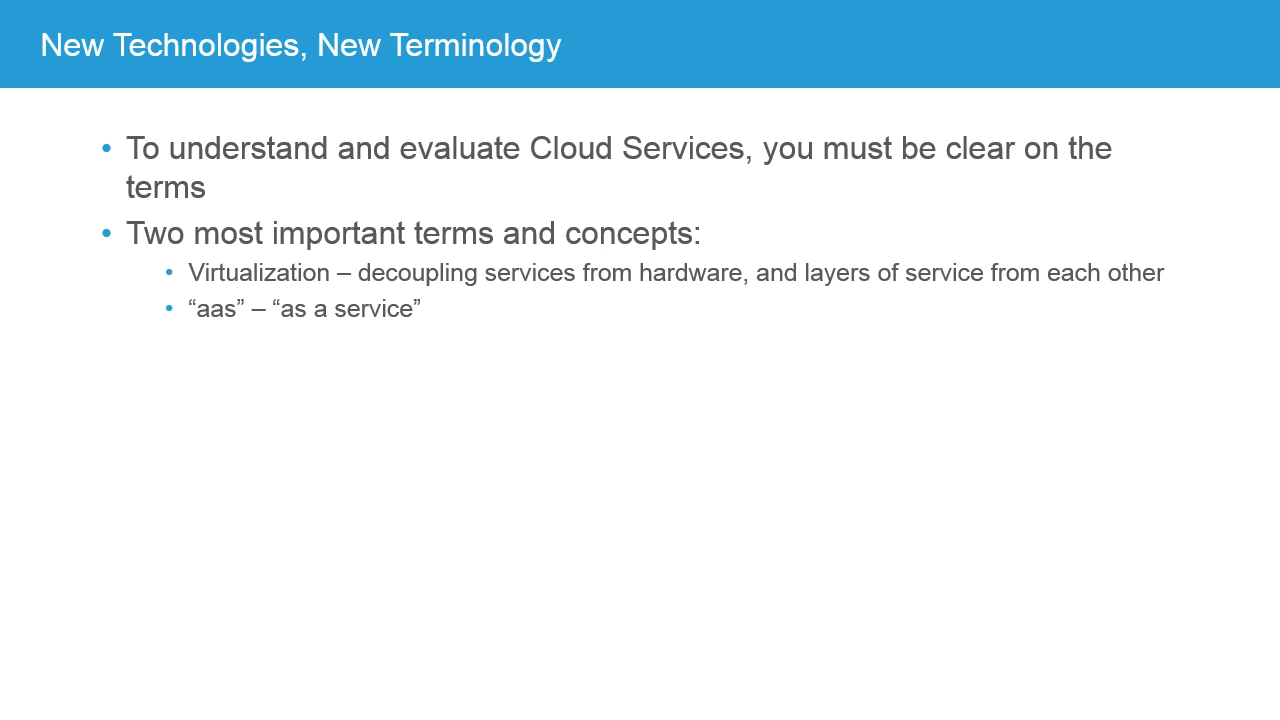 New Technologies, New Terminology
• To understand and evaluate Cloud Services, you must be clear on the
terms
• Two most important terms and concepts:
• Virtualization – decoupling services from hardware, and layers of service from each other
• “aas” – “as a service”